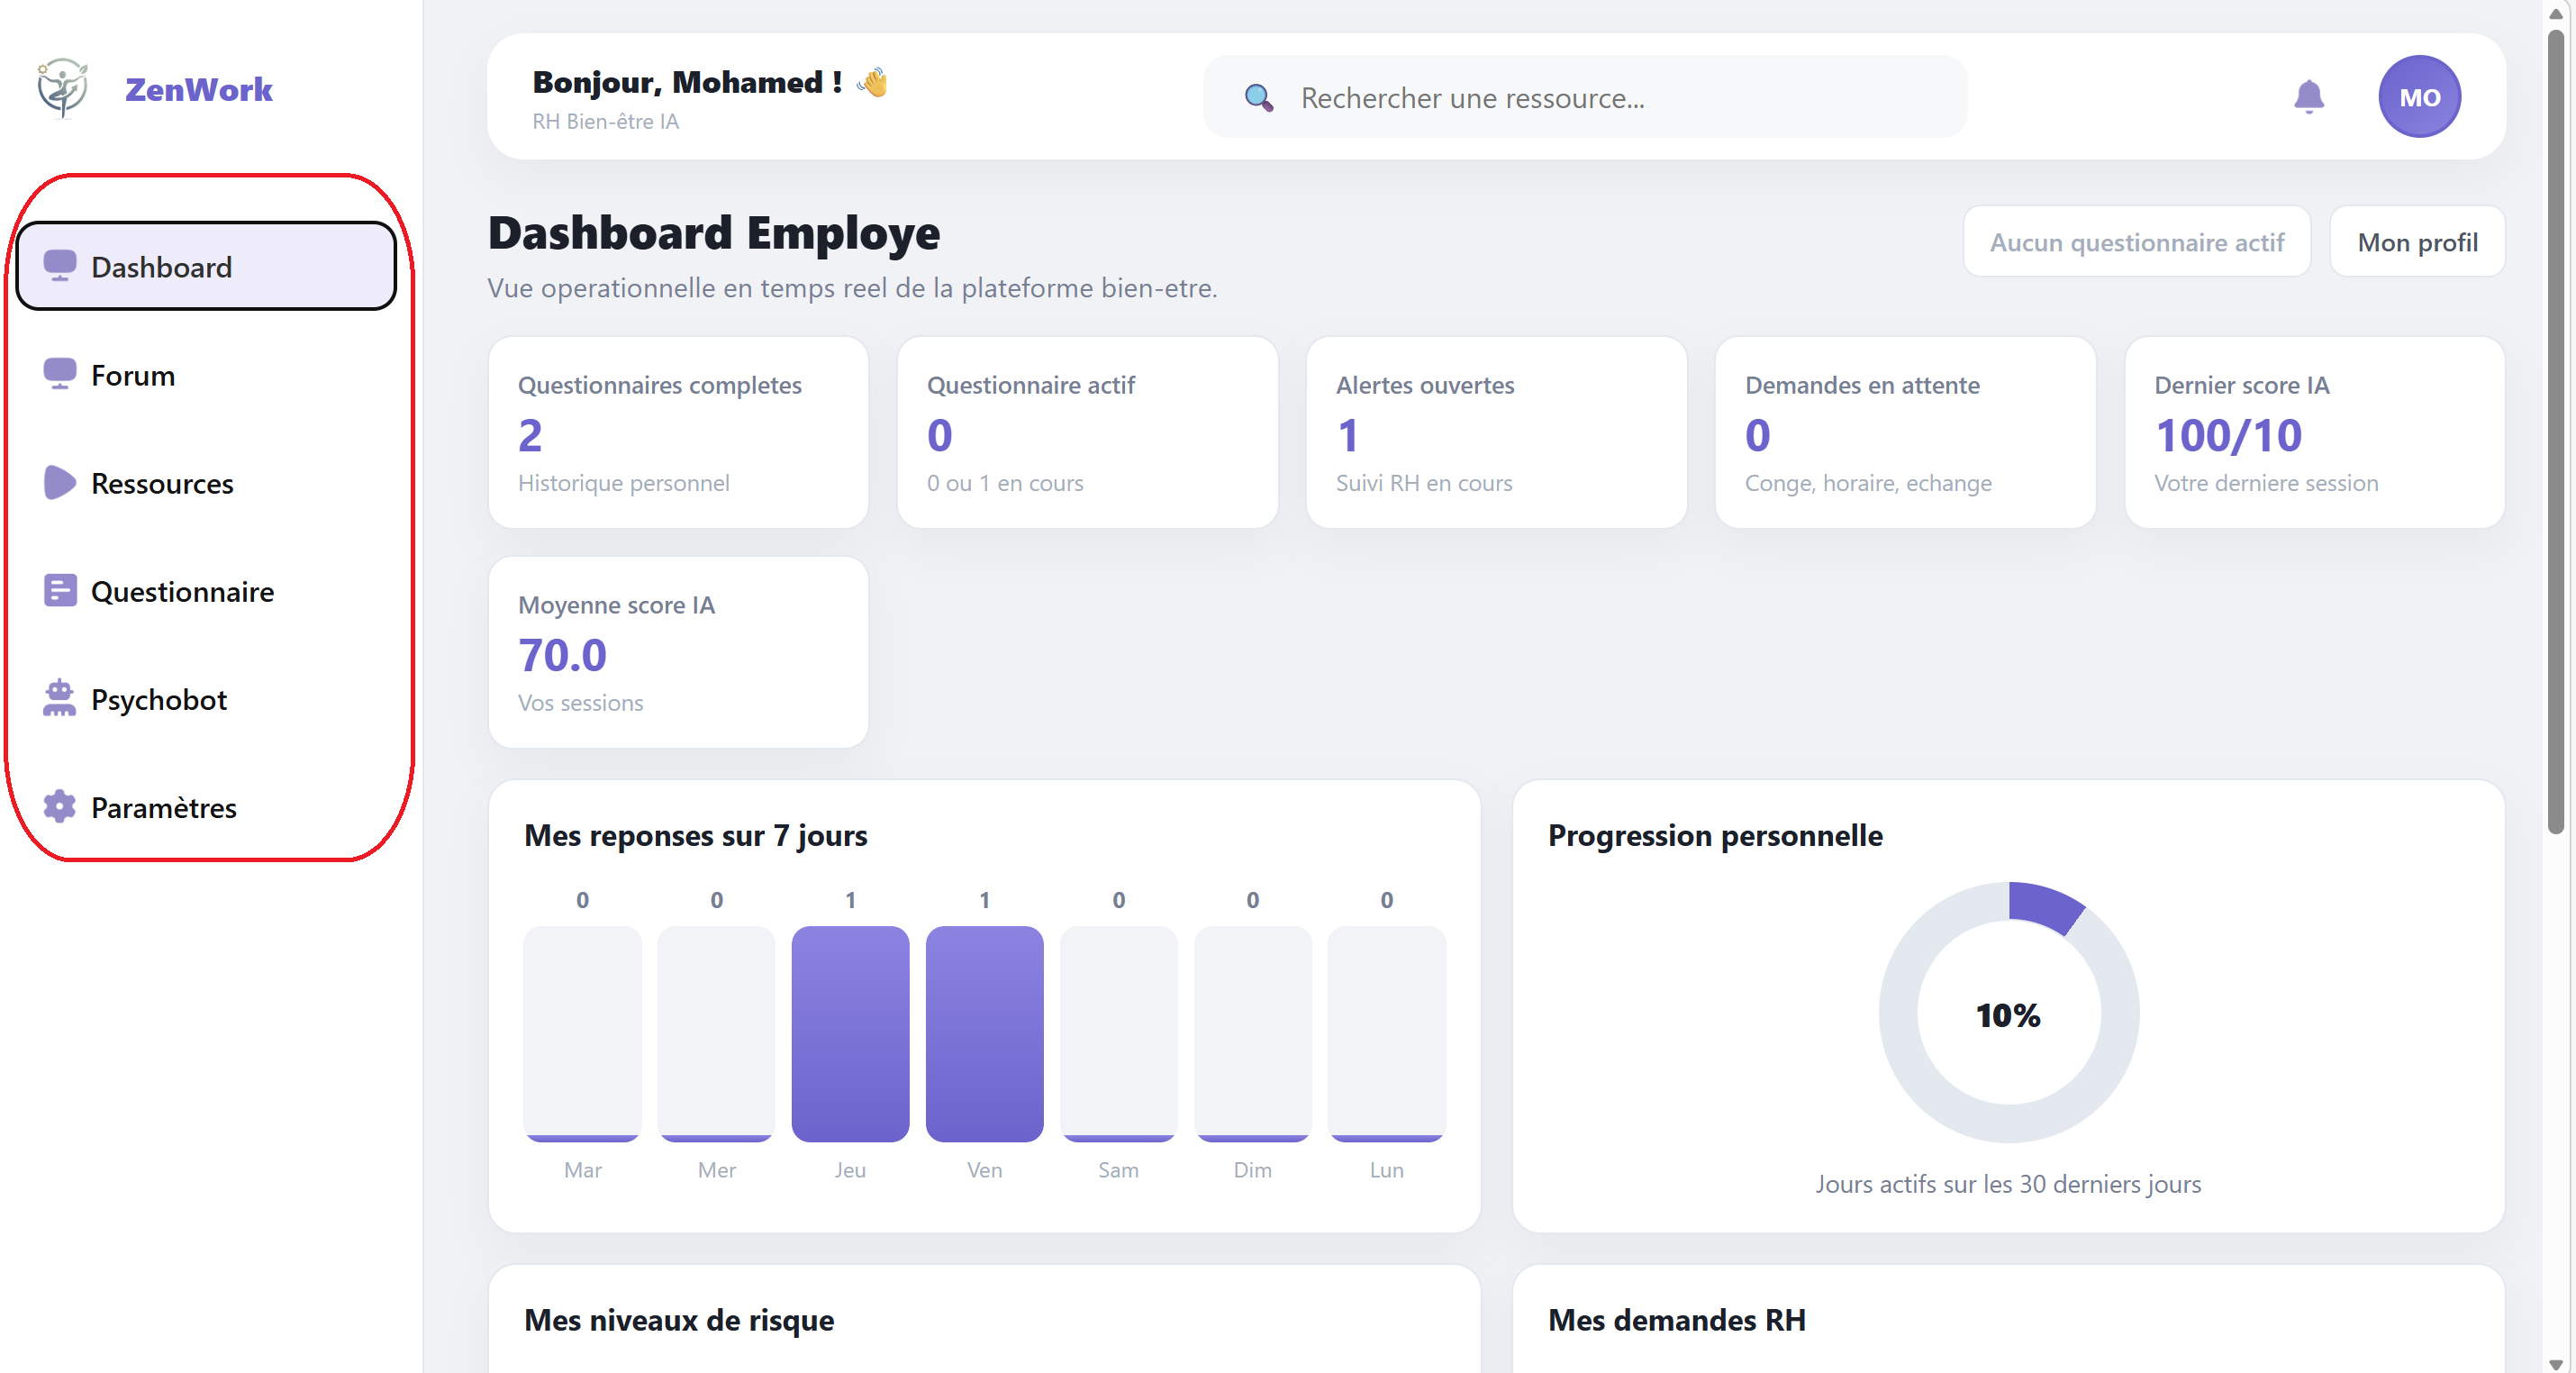 ZenWork
Dashboard
Forum
Ressources
Questionnaire
Psychobot
Paramètres
Bonjour, Mohamed ! 👋
RH Bien-être IA
Rechercher une ressource...
MO
Dashboard Employe
Vue operationnelle en temps reel de la plateforme bien-etre.
Aucun questionnaire actif
Mon profil
Questionnaires completes
2
Historique personnel
Questionnaire actif
0
0 ou 1 en cours
Alertes ouvertes
1
Suivi RH en cours
Demandes en attente
0
Conge, horaire, echange
Dernier score IA
100/10
Votre derniere session
Moyenne score IA
70.0
Vos sessions
Mes reponses sur 7 jours
0 0 1 1 0 0 0
Mar Mer Jeu Ven Sam Dim Lun
Progression personnelle
10%
Jours actifs sur les 30 derniers jours
Mes niveaux de risque
Mes demandes RH